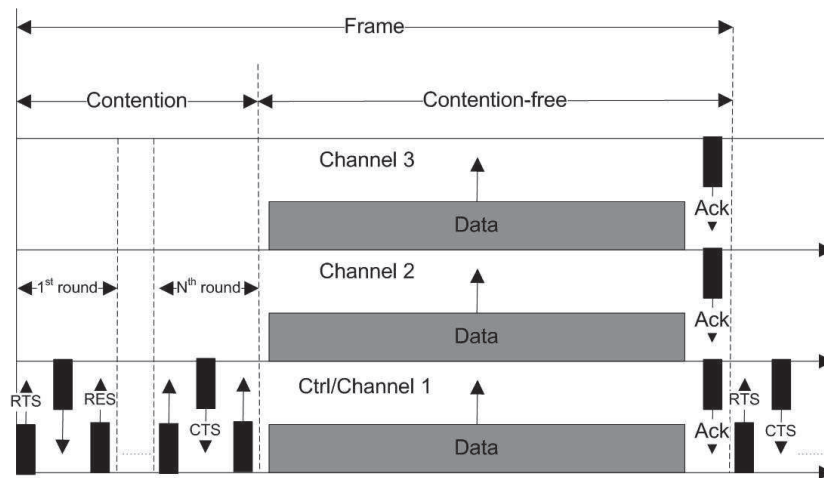 Frame
Contention
Contention-free
Channel 3
Data
Ack
1st round
Nth round
Channel 2
Data
Ack
RTS
RES
CTS
Ctrl/Channel 1
Data
Ack
RTS
CTS